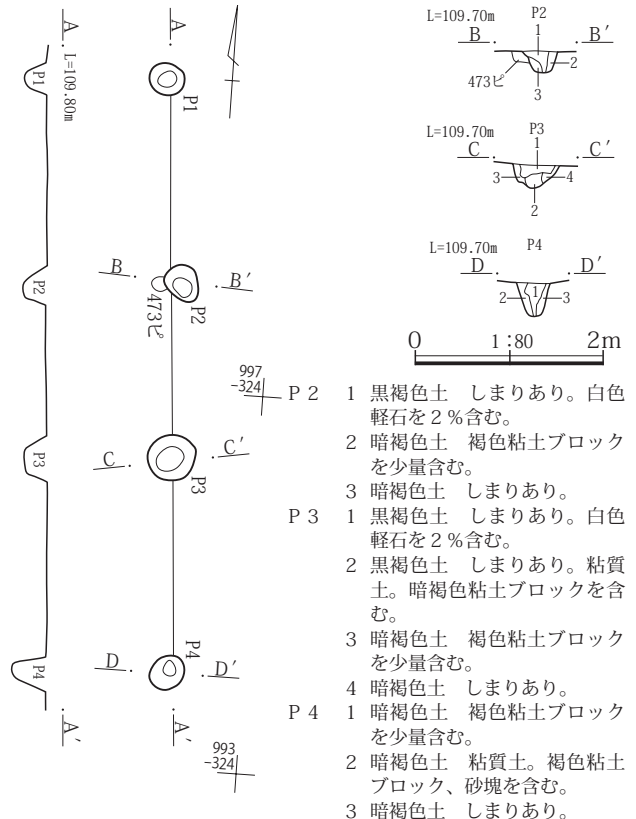 A
A
L=109.80m
P1
P1
B
B′
P2
P2
473ピ
997
-324
C
C′
P3
P3
P4
P4
D
D′
A′
A′
993
-324
L=109.70m
P2
B
1
B′
2
473ピ
3
L=109.70m
P3
C
1
C′
3
4
2
L=109.70m
P4
D
D′
2
1
3
0
1:80
2m
P2 1 黒褐色土 しまりあり。白色
軽石を2%含む。
2 暗褐色土 褐色粘土ブロック
を少量含む。
3 暗褐色土 しまりあり。
P3 1 黒褐色土 しまりあり。白色
軽石を2%含む。
2 黒褐色土 しまりあり。粘質
土。暗褐色粘土ブロックを含
む。
3 暗褐色土 褐色粘土ブロック
を少量含む。
4 暗褐色土 しまりあり。
P4 1 暗褐色土 褐色粘土ブロック
を少量含む。
2 暗褐色土 粘質土。褐色粘土
ブロック、砂塊を含む。
3 暗褐色土 しまりあり。